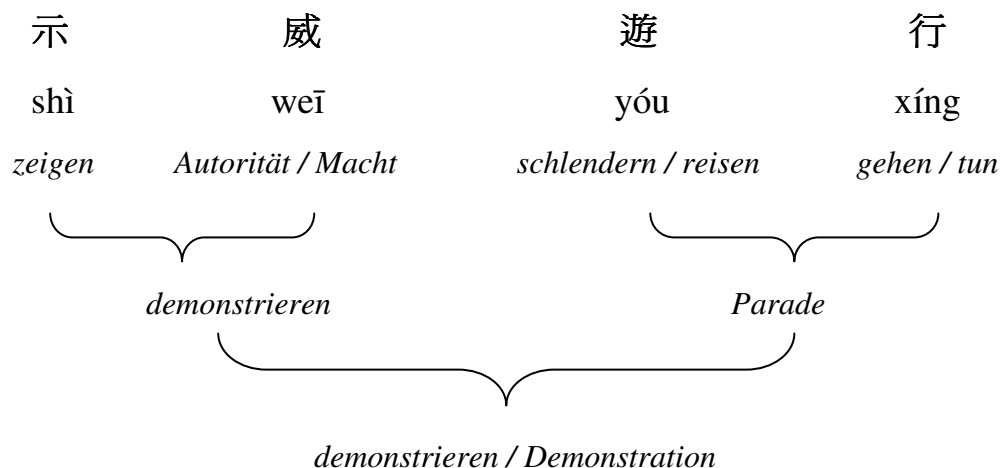 示 威 遊 行
shì weī yóu xíng
zeigen Autorität / Macht schlendern / reisen gehen / tun
demonstrieren Parade
demonstrieren / Demonstration